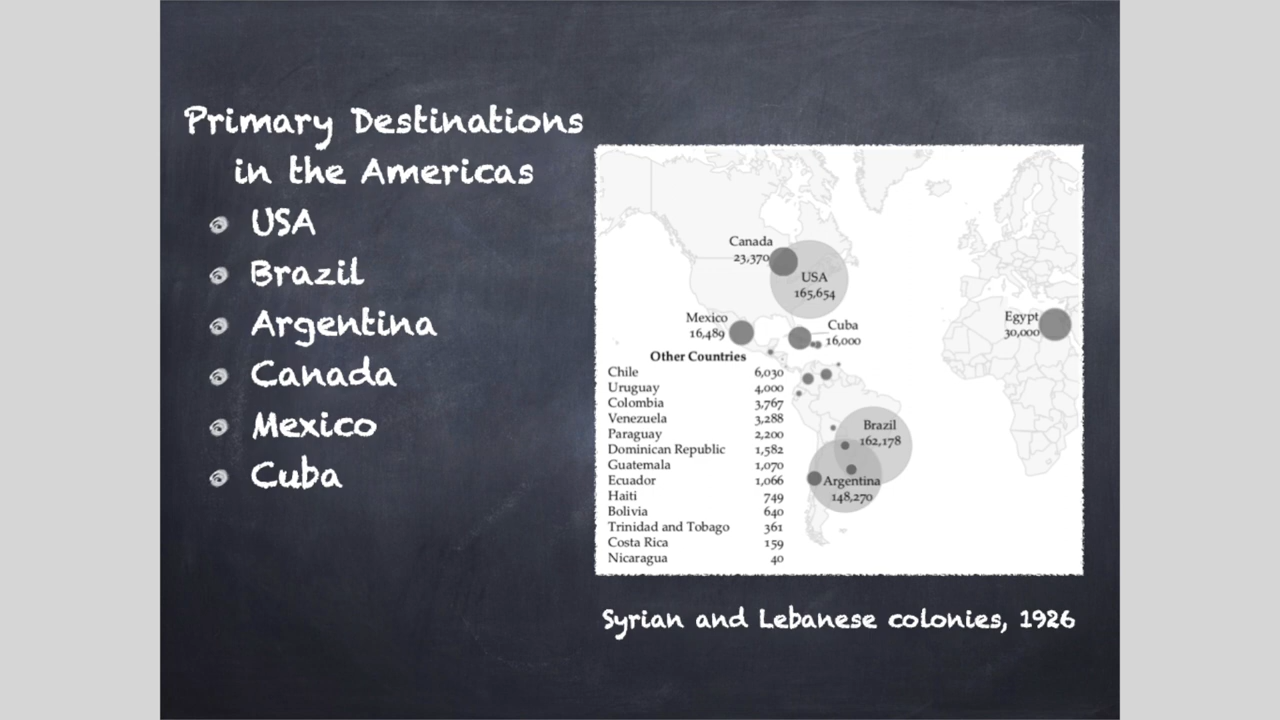 Primary Destinations
in the Americas
USA
Brazil
Argentina
Canada
Mexico
Cuba
Canada
23,370
USA
165,654
Mexico
16,489
Cuba
16,000
Egypt
30,000
Other Countries
Chile 6,030
Uruguay 4,000
Colombia 3,767
Venezuela 3,288
Paraguay 2,200
Dominican Republic 1,582
Guatemala 1,070
Ecuador 1,066
Haiti 749
Bolivia 640
Trinidad and Tobago 361
Costa Rica 159
Nicaragua 40
Brazil
162,178
Argentina
148,270
Syrian and Lebanese colonies, 1926